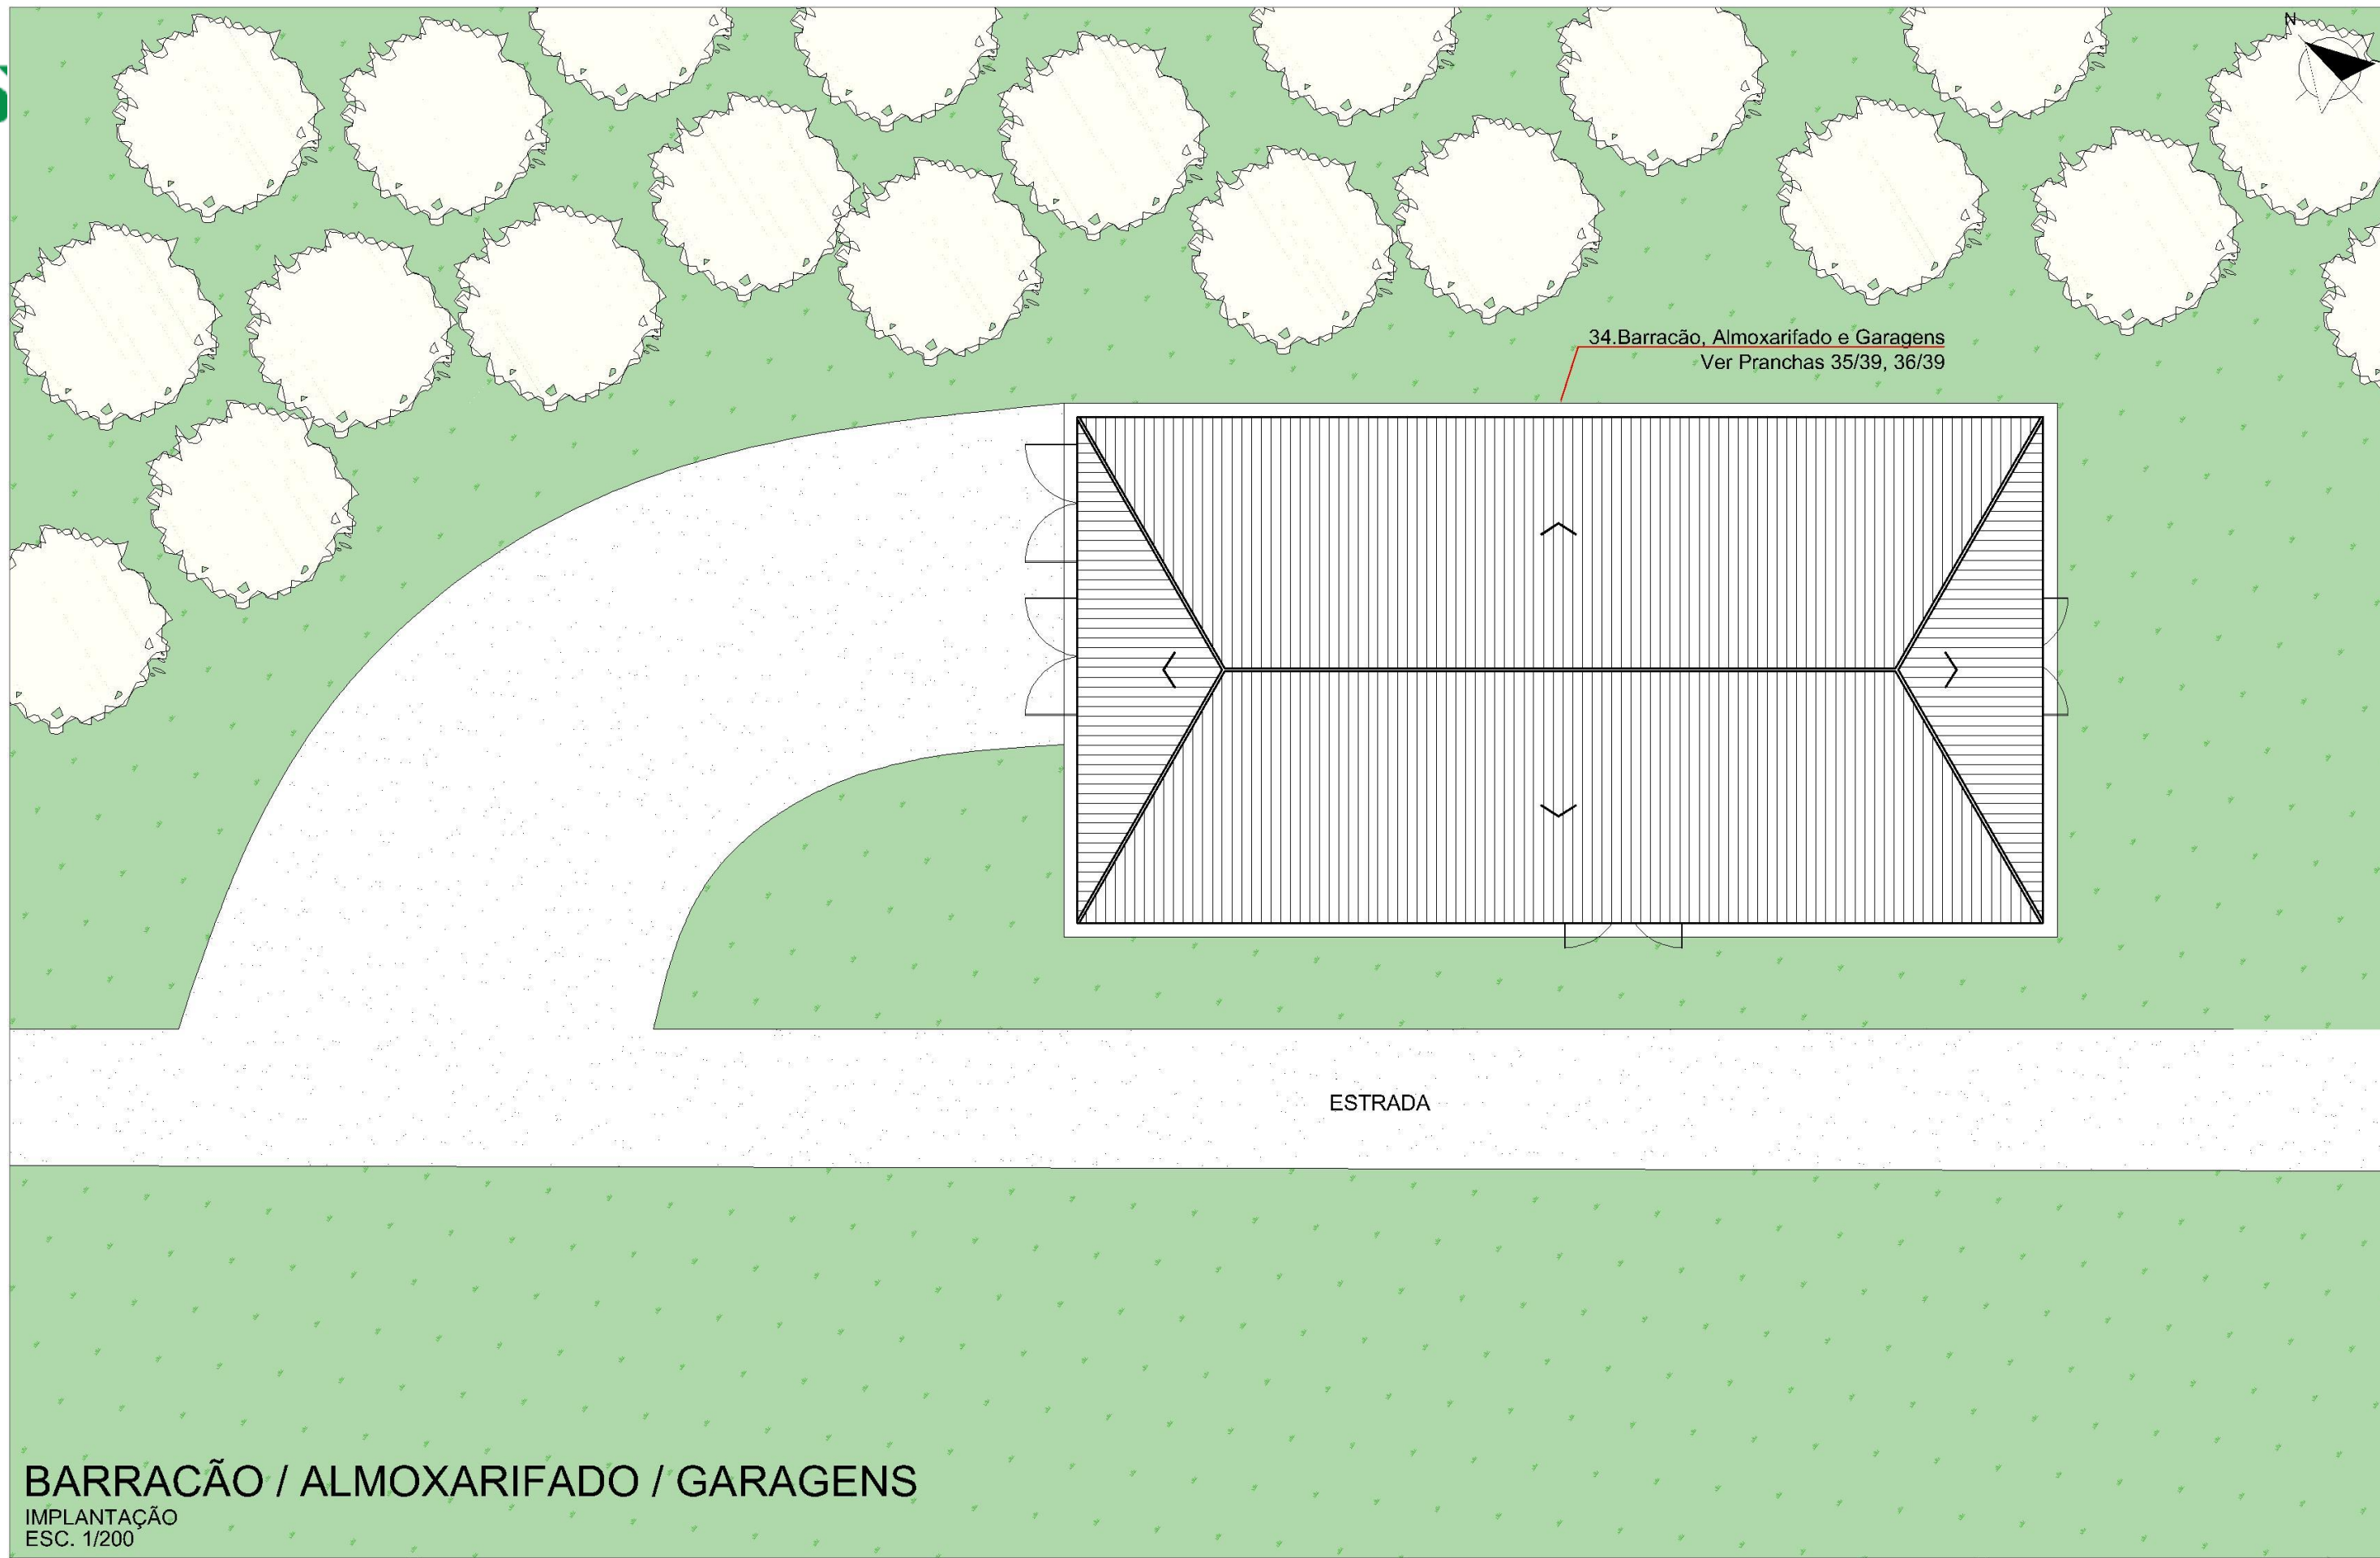 N
34.Barracão, Almoxarifado e Garagens
Ver Pranchas 35/39, 36/39
ESTRADA
BARRACÃO / ALMOXARIFADO / GARAGENS
IMPLANTAÇÃO
ESC. 1/200